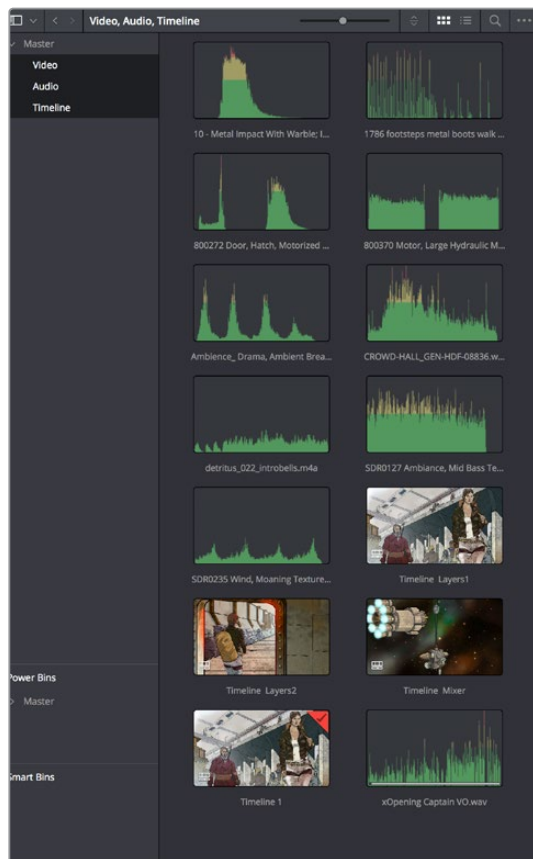 Video, Audio, Timeline
Master
Video
Audio
Timeline
10 - Metal Impact With Warble; I...
1786 footsteps metal boots walk ...
800272 Door, Hatch, Motorized ...
800370 Motor, Large Hydraulic M...
Ambience_ Drama, Ambient Brea...
CROWD-HALL_GEN-HDF-08836.w...
detritus_022_introbells.m4a
SDR0127 Ambiance, Mid Bass Te...
SDR0235 Wind, Moaning Texture...
Timeline Layers1
Timeline Layers2
Timeline Mixer
Power Bins
Master
Timeline 1
xOpening Captain VO.wav
Smart Bins